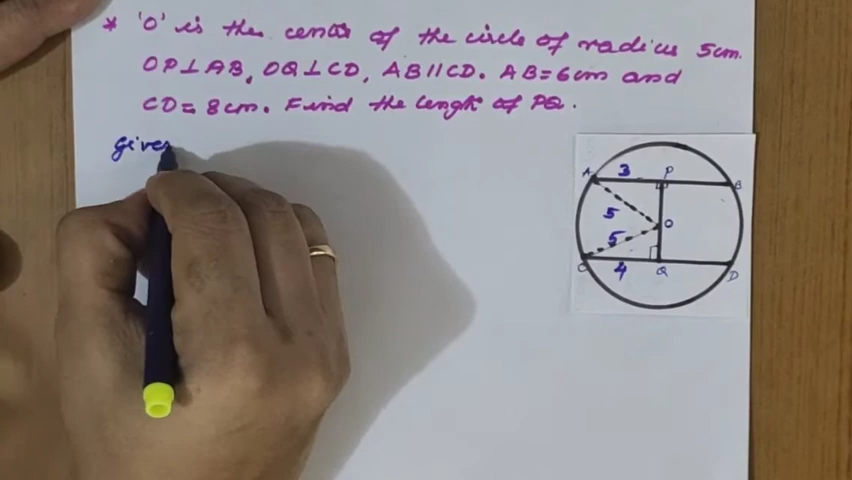 * 'O' is the centre of the circle of radius 5cm.
OP⊥AB, OQ⊥CD, AB//CD. AB=6cm and
CD=8cm. Find the length of PQ.
Given
A 3 P B
5 O
5
C 4 Q D